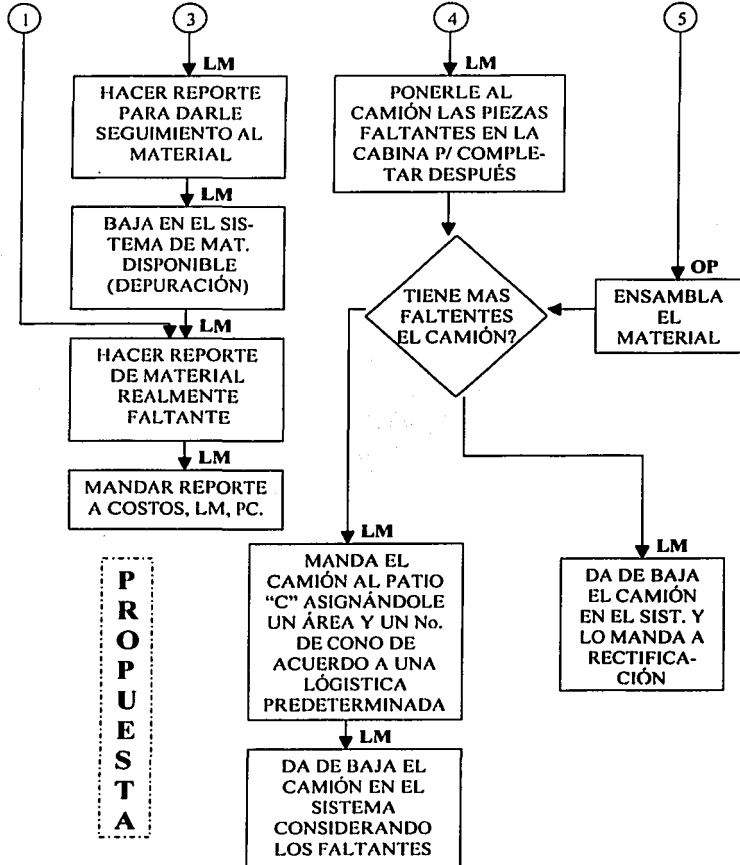 1
3
4
5
LM
HACER REPORTE
PARA DARLE
SEGUIMIENTO AL
MATERIAL
LM
BAJA EN EL SIS-
TEMA DE MAT.
DISPONIBLE
(DEPURACIÓN)
LM
HACER REPORTE
DE MATERIAL
REALMENTE
FALTANTE
LM
MANDAR REPORTE
A COSTOS, LM, PC.
LM
PONERLE AL
CAMIÓN LAS PIEZAS
FALTANTES EN LA
CABINA P/ COMPLE-
TAR DESPUÉS
TIENE MAS
FALTENTES
EL CAMIÓN?
OP
ENSAMBLA
EL
MATERIAL
LM
MANDA EL
CAMIÓN AL PATIO
“C” ASIGNÁNDOLE
UN ÁREA Y UN No.
DE CONO DE
ACUERDO A UNA
LÓGISTICA
PREDETERMINADA
LM
DA DE BAJA EL
CAMIÓN EN EL
SISTEMA
CONSIDERANDO
LOS FALTANTES
LM
DA DE BAJA
EL CAMIÓN
EN EL SIST. Y
LO MANDA A
RECTIFICA-
CIÓN
P
R
O
P
U
E
S
T
A